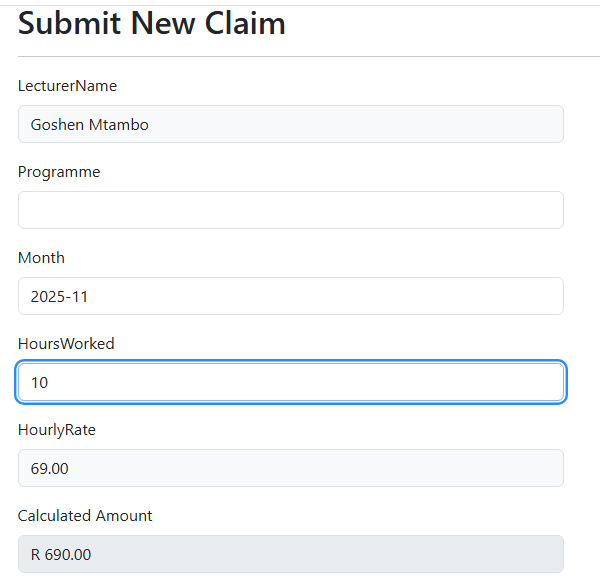 Submit New Claim
LecturerName
Goshen Mtambo
Programme
Month
2025-11
HoursWorked
10
HourlyRate
69.00
Calculated Amount
R 690.00